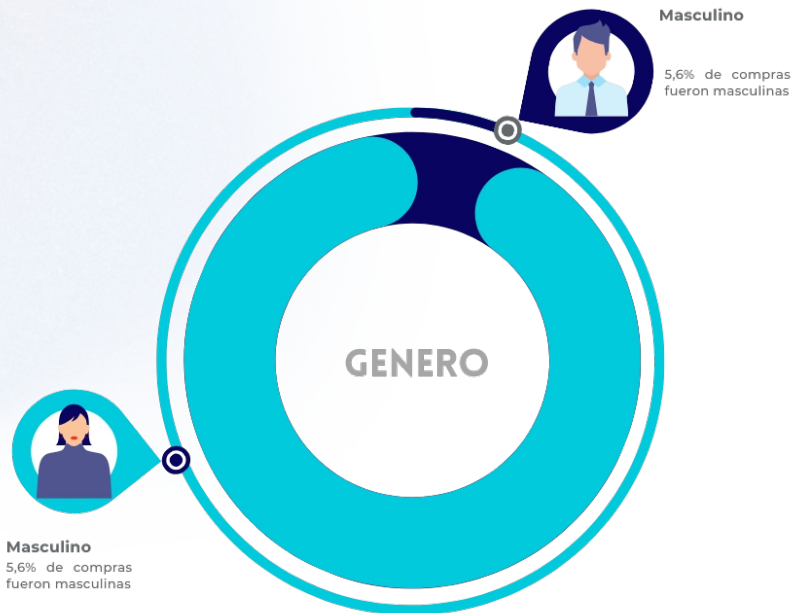 Masculino
5,6% de compras
fueron masculinas
GENERO
Masculino
5,6% de compras
fueron masculinas